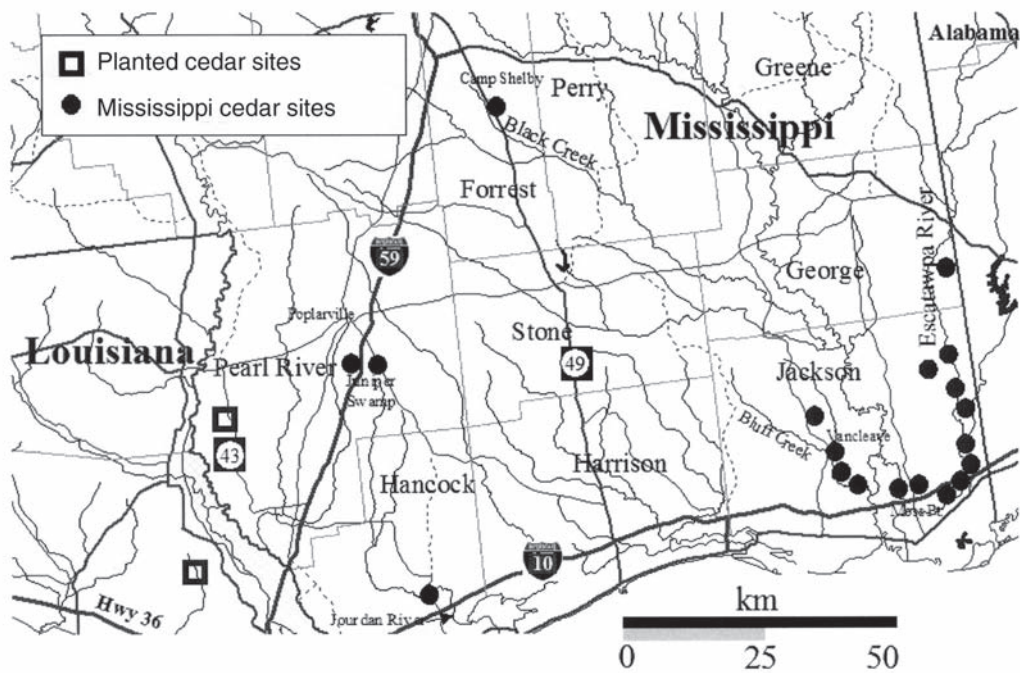 Planted cedar sites
Mississippi cedar sites
Alabama
Greene
Camp Shelby
Perry
Mississippi
Black Creek
Forrest
59
George
Escatawpa River
Poplarville
Stone
Louisiana
Pearl River
49
Jackson
Juniper
Swamp
43
Bluff Creek
Vancleave
Hancock
Harrison
10
Hwy 36
Jourdan River
km
0 25 50